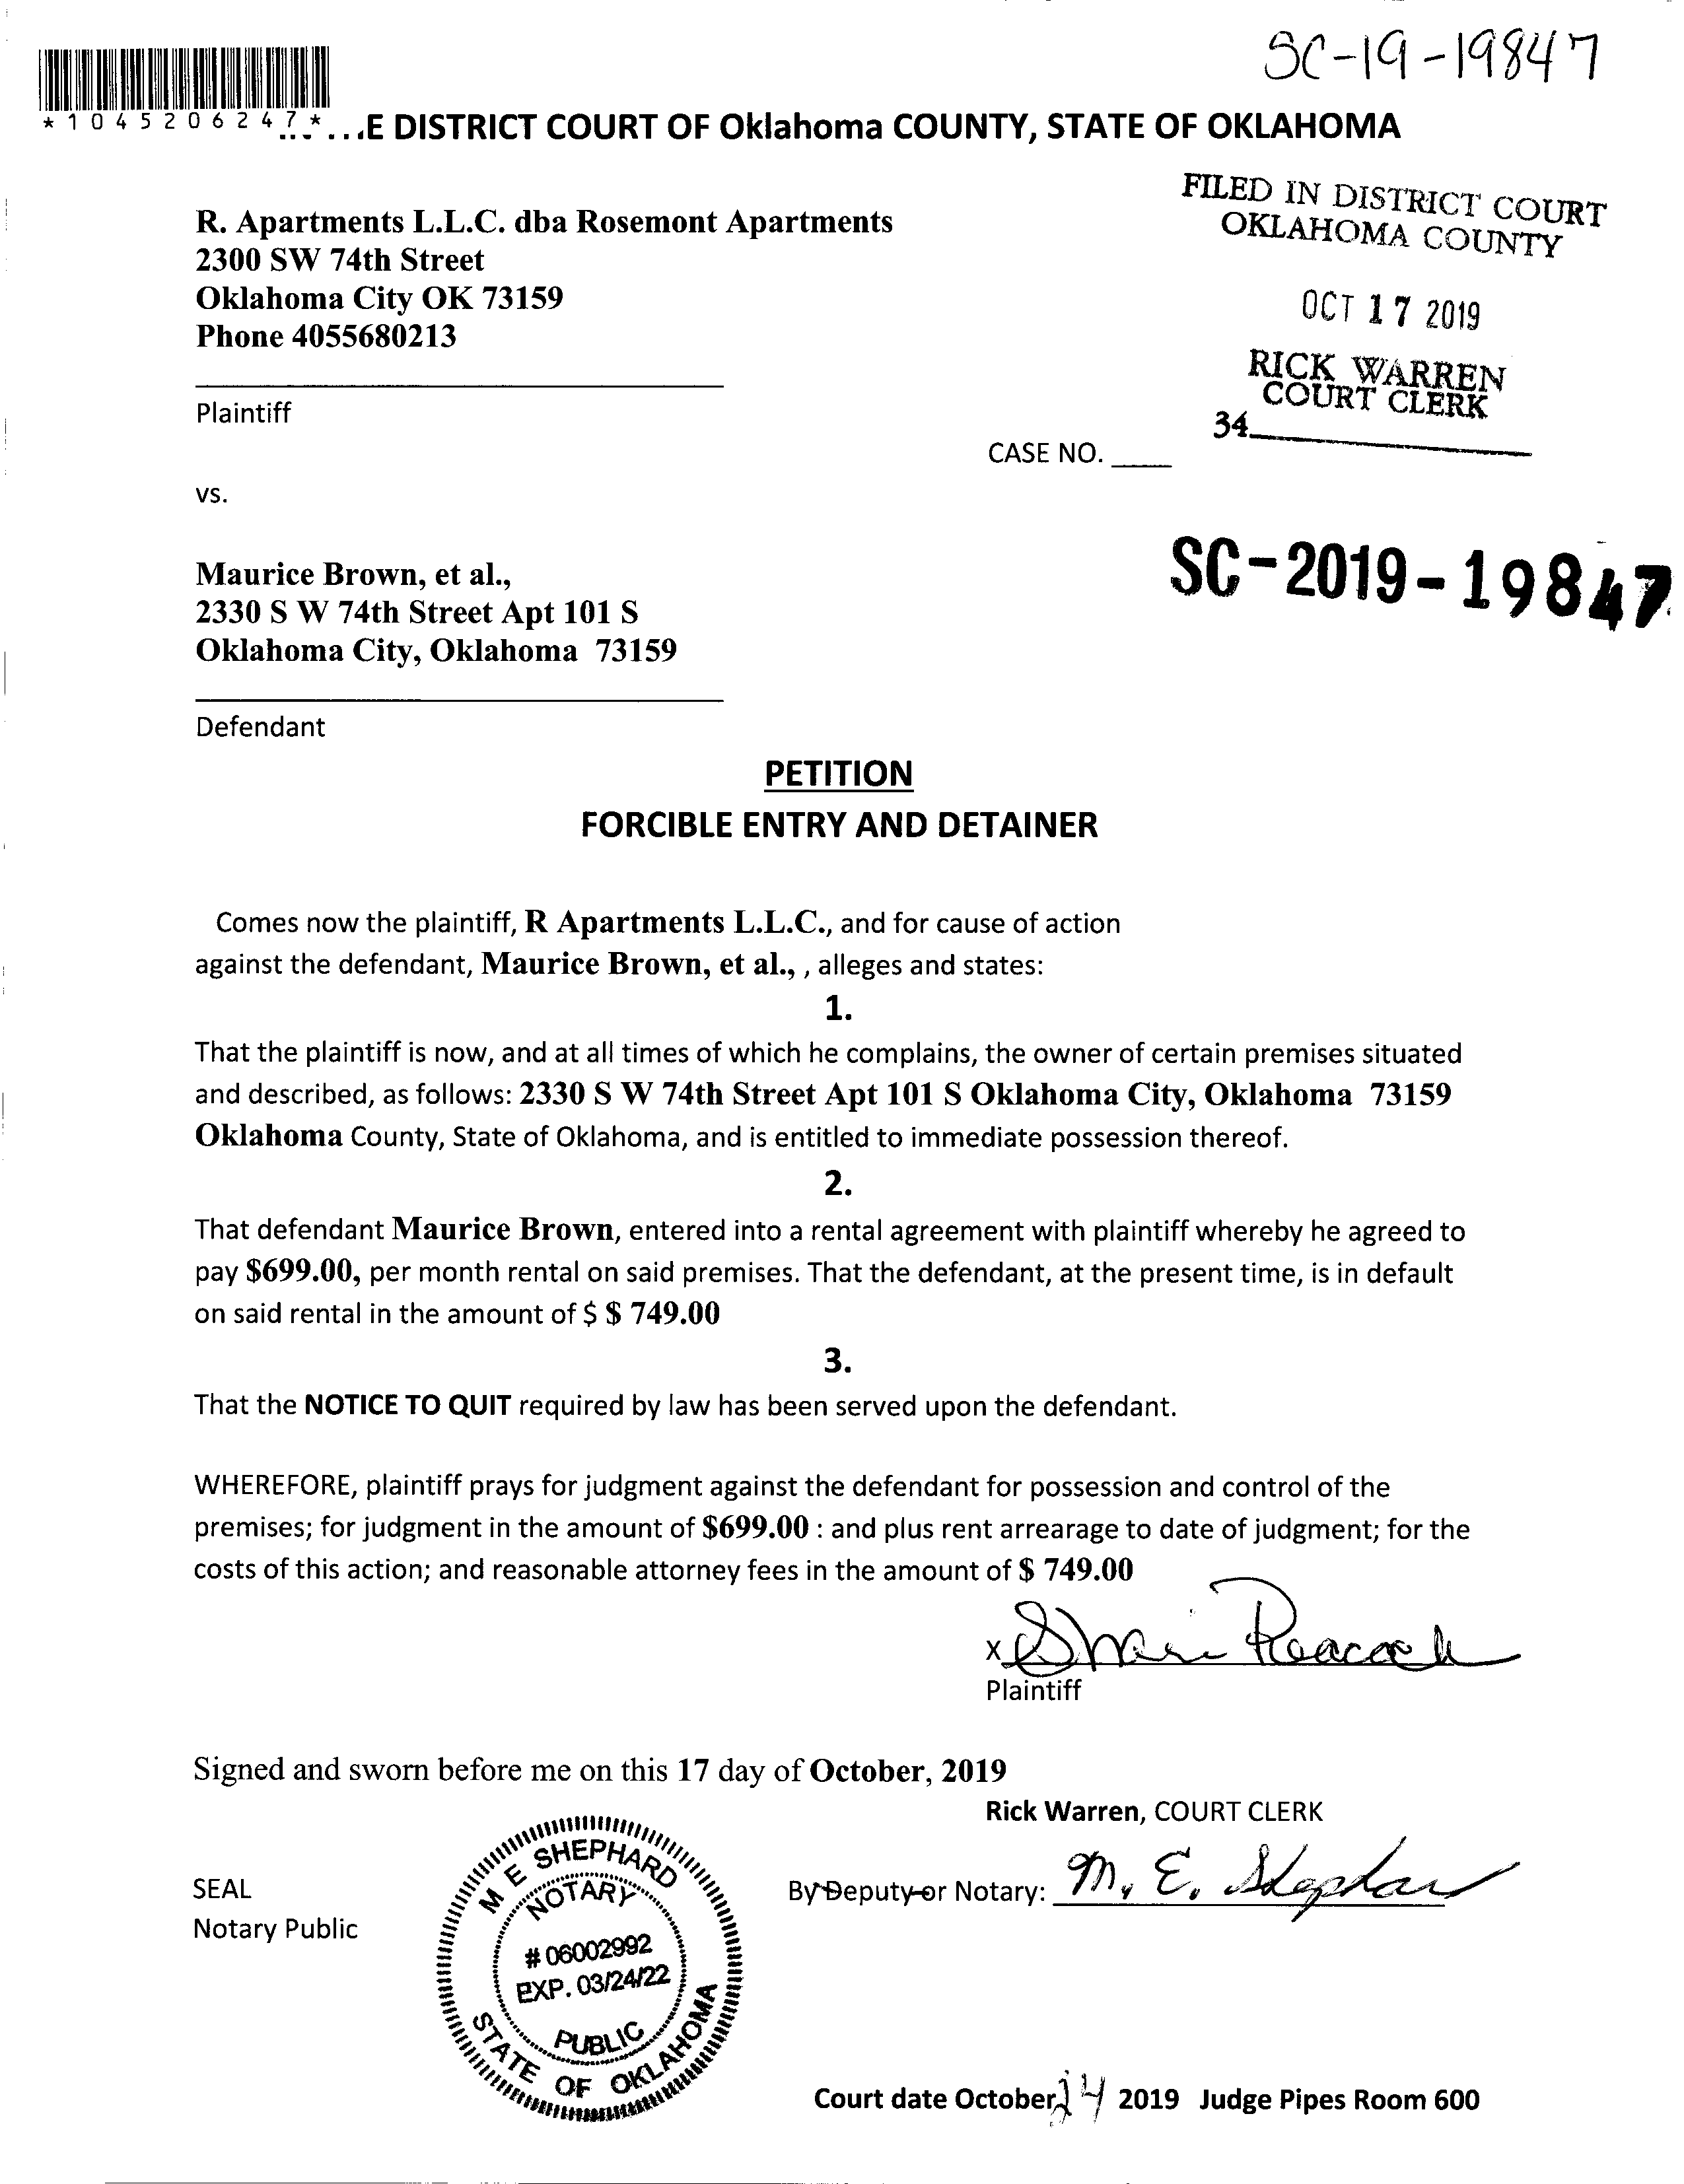 SC-19-19847
*1045206247*
...E DISTRICT COURT OF Oklahoma COUNTY, STATE OF OKLAHOMA
FILED IN DISTRICT COURT
OKLAHOMA COUNTY
OCT 17 2019
RICK WARREN
COURT CLERK
34
R. Apartments L.L.C. dba Rosemont Apartments
2300 SW 74th Street
Oklahoma City OK 73159
Phone 4055680213
Plaintiff
CASE NO.
vs.
SC-2019-19847
Maurice Brown, et al.,
2330 S W 74th Street Apt 101 S
Oklahoma City, Oklahoma 73159
Defendant
PETITION
FORCIBLE ENTRY AND DETAINER
Comes now the plaintiff, R Apartments L.L.C., and for cause of action
against the defendant, Maurice Brown, et al., , alleges and states:
1.
That the plaintiff is now, and at all times of which he complains, the owner of certain premises situated
and described, as follows: 2330 S W 74th Street Apt 101 S Oklahoma City, Oklahoma 73159
Oklahoma County, State of Oklahoma, and is entitled to immediate possession thereof.
2.
That defendant Maurice Brown, entered into a rental agreement with plaintiff whereby he agreed to
pay $699.00, per month rental on said premises. That the defendant, at the present time, is in default
on said rental in the amount of $ $ 749.00
3.
That the NOTICE TO QUIT required by law has been served upon the defendant.
WHEREFORE, plaintiff prays for judgment against the defendant for possession and control of the
premises; for judgment in the amount of $699.00 : and plus rent arrearage to date of judgment; for the
costs of this action; and reasonable attorney fees in the amount of $ 749.00
x Shari Peacock
Plaintiff
Signed and sworn before me on this 17 day of October, 2019
Rick Warren, COURT CLERK
SEAL
Notary Public
By Deputy or Notary: M. E. Shephard
M E SHEPHARD
NOTARY
# 06002992
EXP. 03/24/22
PUBLIC
STATE OF OKLAHOMA
Court date October 24 2019 Judge Pipes Room 600